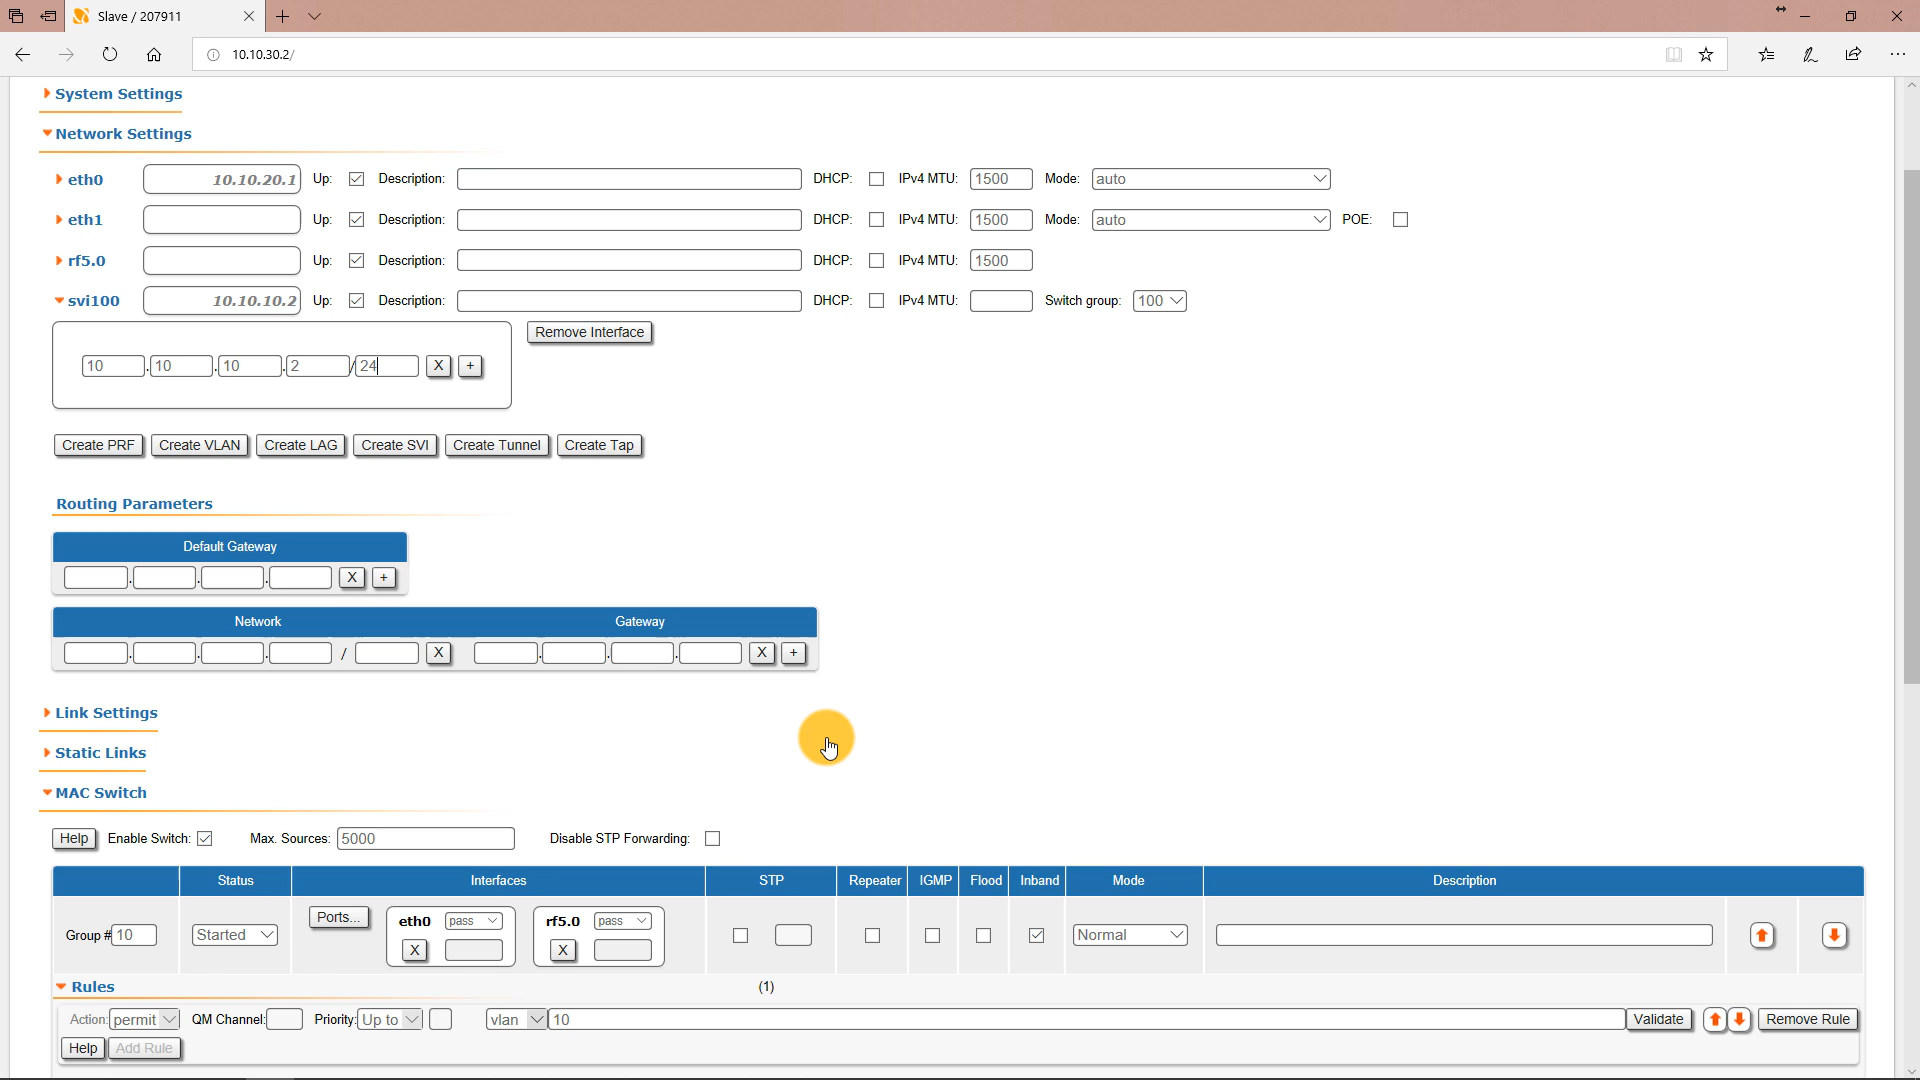 Slave / 207911
10.10.30.2/
System Settings
Network Settings
eth0 10.10.20.1 Up: Description: DHCP: IPv4 MTU: 1500 Mode: auto
eth1 Up: Description: DHCP: IPv4 MTU: 1500 Mode: auto POE:
rf5.0 Up: Description: DHCP: IPv4 MTU: 1500
svi100 10.10.10.2 Up: Description: DHCP: IPv4 MTU: Switch group: 100
Remove Interface
10 . 10 . 10 . 2 / 24 X +
Create PRF Create VLAN Create LAG Create SVI Create Tunnel Create Tap
Routing Parameters
Default Gateway
. . . X +
Network Gateway
. . . / X . . . X +
Link Settings
Static Links
MAC Switch
Help Enable Switch: Max. Sources: 5000 Disable STP Forwarding:
Status Interfaces STP Repeater IGMP Flood Inband Mode Description
Group # 10 Started Ports... eth0 pass X rf5.0 pass X Normal
Rules (1)
Action: permit QM Channel: Priority: Up to vlan 10 Validate Remove Rule
Help Add Rule